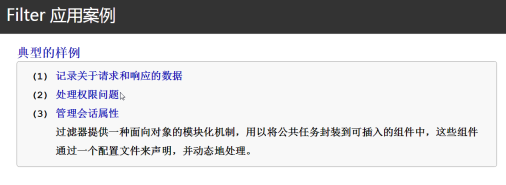 Filter 应用案例
典型的样例
(1) 记录关于请求和响应的数据
(2) 处理权限问题
(3) 管理会话属性
过滤器提供一种面向对象的模块化机制，用以将公共任务封装到可插入的组件中，这些组件
通过一个配置文件来声明，并动态地处理。